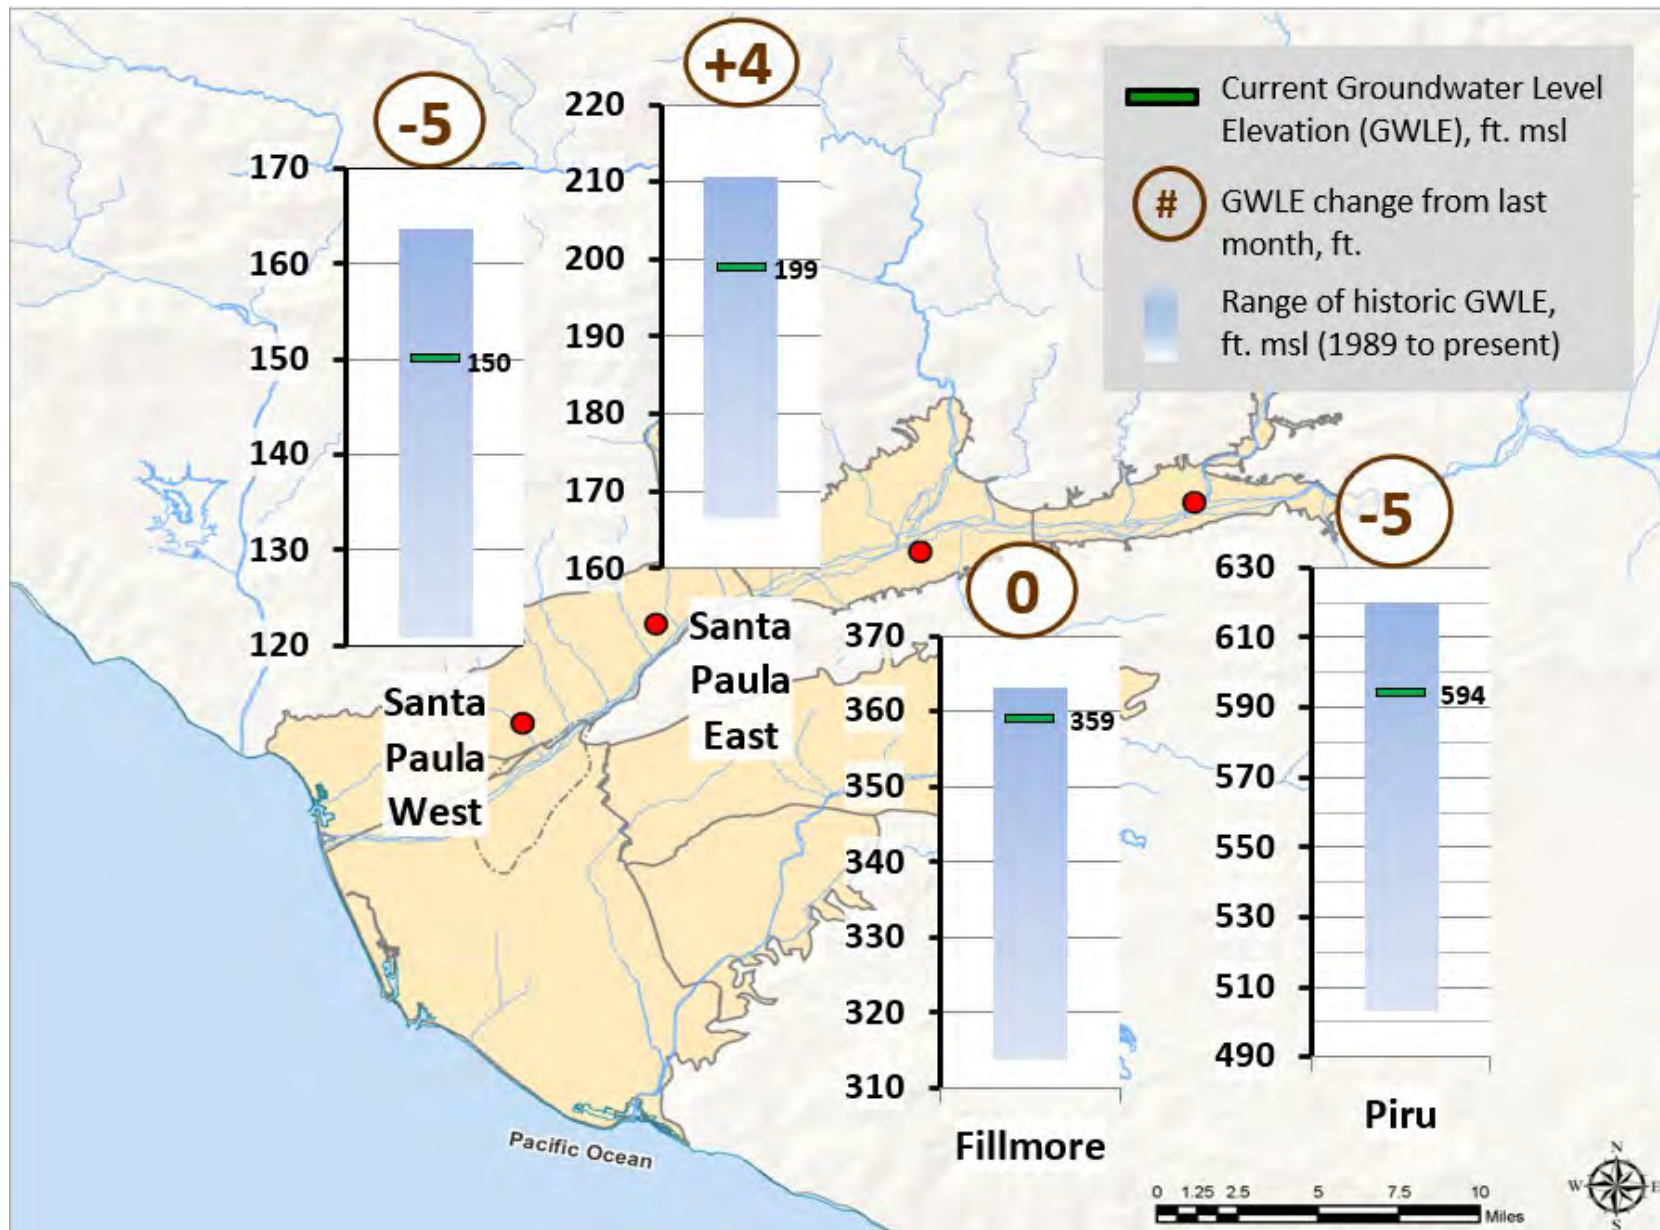 -5
170
160
150
140
130
120
150
Santa
Paula
West
+4
220
210
200
190
180
170
160
199
Santa
Paula
East
Current Groundwater Level
Elevation (GWLE), ft. msl
#
GWLE change from last
month, ft.
Range of historic GWLE,
ft. msl (1989 to present)
0
370
360
350
340
330
320
310
359
Fillmore
-5
630
610
590
570
550
530
510
490
594
Piru
Pacific Ocean
0 1.25 2.5 5 7.5 10
Miles
N
W E
S